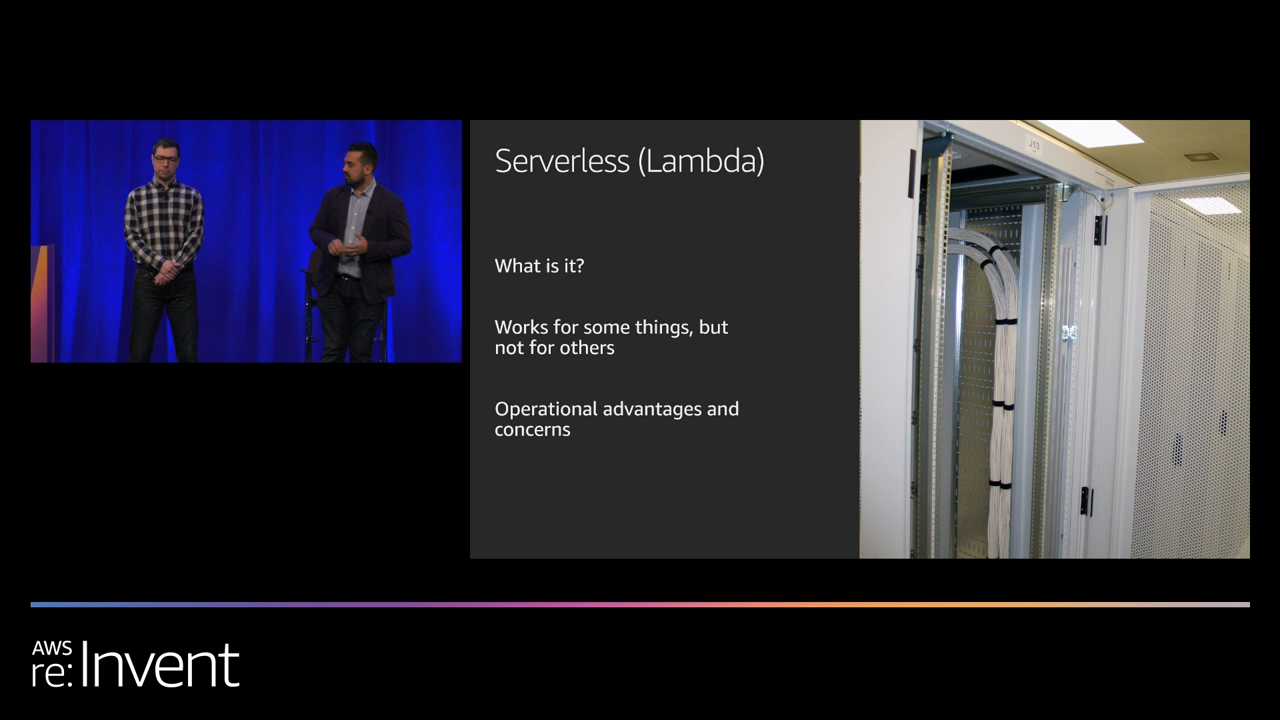 Serverless (Lambda)
What is it?
Works for some things, but
not for others
Operational advantages and
concerns
J13
AWS
re:Invent